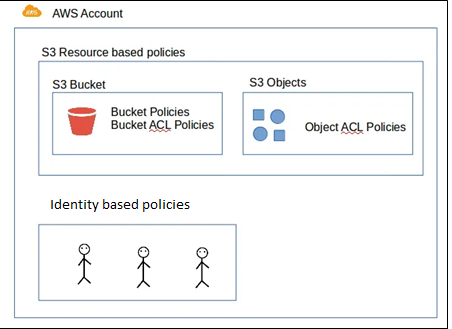 AWS
AWS Account
S3 Resource based policies
S3 Bucket
Bucket Policies
Bucket ACL Policies
S3 Objects
Object ACL Policies
Identity based policies